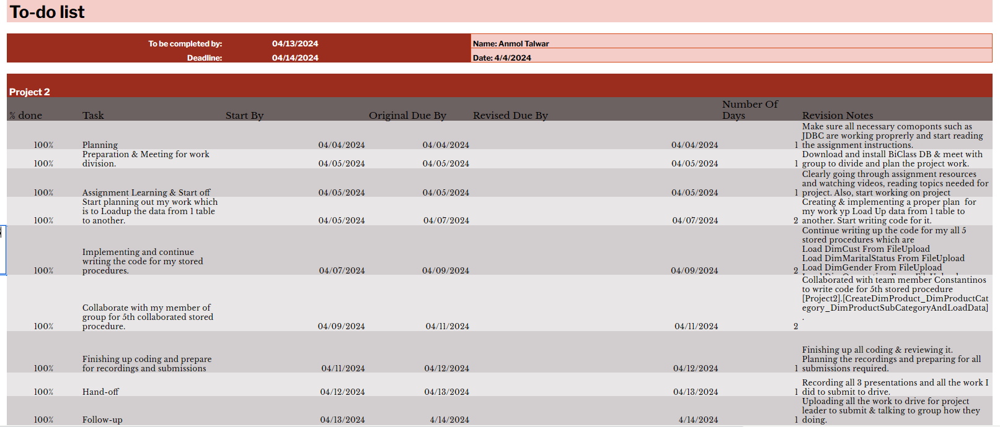 To-do list
To be completed by: 04/13/2024 Name: Anmol Talwar
Deadline: 04/14/2024 Date: 4/4/2024
Project 2
% done Task Start By Original Due By Revised Due By Number Of Days Revision Notes
100% Planning 04/04/2024 04/04/2024 04/04/2024 1
Make sure all necessary comoponts such as
JDBC are working proprerly and start reading
the assignment instructions.
100% Preparation & Meeting for work
division. 04/05/2024 04/05/2024 04/05/2024 1
Download and install BiClass DB & meet with
group to divide and plan the project work.
100% Assignment Learning & Start off 04/05/2024 04/05/2024 04/05/2024 1
Clearly going through assignment resources
and watching videos, reading topics needed for
project. Also, start working on project
100% Start planning out my work which
is to Loadup the data from 1 table
to another. 04/05/2024 04/07/2024 04/07/2024 2
Creating & implementing a proper plan for
my work yp Load Up data from 1 table to
another. Start writing code for it.
100% Implementing and continue
writing the code for my stored
procedures. 04/07/2024 04/09/2024 04/09/2024 2
Continue writing up the code for my all 5
stored procedures which are
Load DimCust From FileUpload
Load DimMaritalStatus From FileUpload
Load DimGender From FileUpload
100% Collaborate with my member of
group for 5th collaborated stored
procedure. 04/09/2024 04/11/2024 04/11/2024 2
Collaborated with team member Constantinos
to write code for 5th stored procedure
[Project2].[CreateDimProduct_DimProductCat
egory_DimProductSubCategoryAndLoadData]
.
100% Finishing up coding and prepare
for recordings and submissions 04/11/2024 04/12/2024 04/12/2024 1
Finishing up all coding & reviewing it.
Planning the recordings and preparing for all
submissions required.
100% Hand-off 04/12/2024 04/13/2024 04/13/2024 1
Recording all 3 presentations and all the work I
did to submit to drive.
100% Follow-up 04/13/2024 4/14/2024 4/14/2024 1
Uploading all the work to drive for project
leader to submit & talking to group how they
doing.